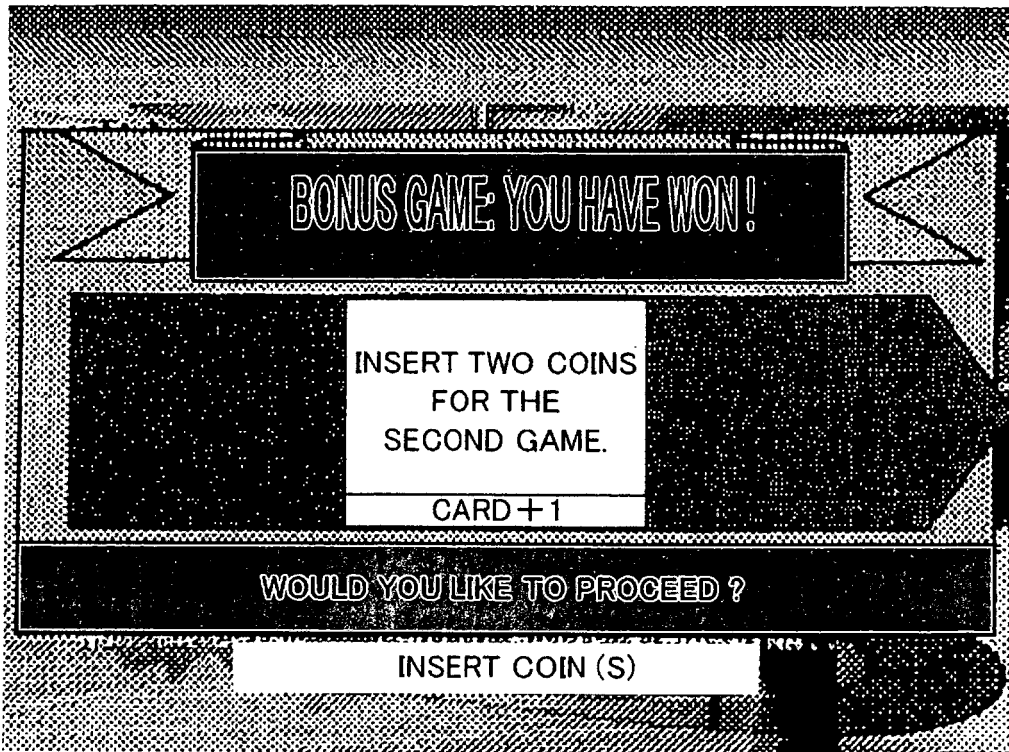 BONUS GAME: YOU HAVE WON !
INSERT TWO COINS
FOR THE
SECOND GAME.
CARD+1
WOULD YOU LIKE TO PROCEED ?
INSERT COIN (S)